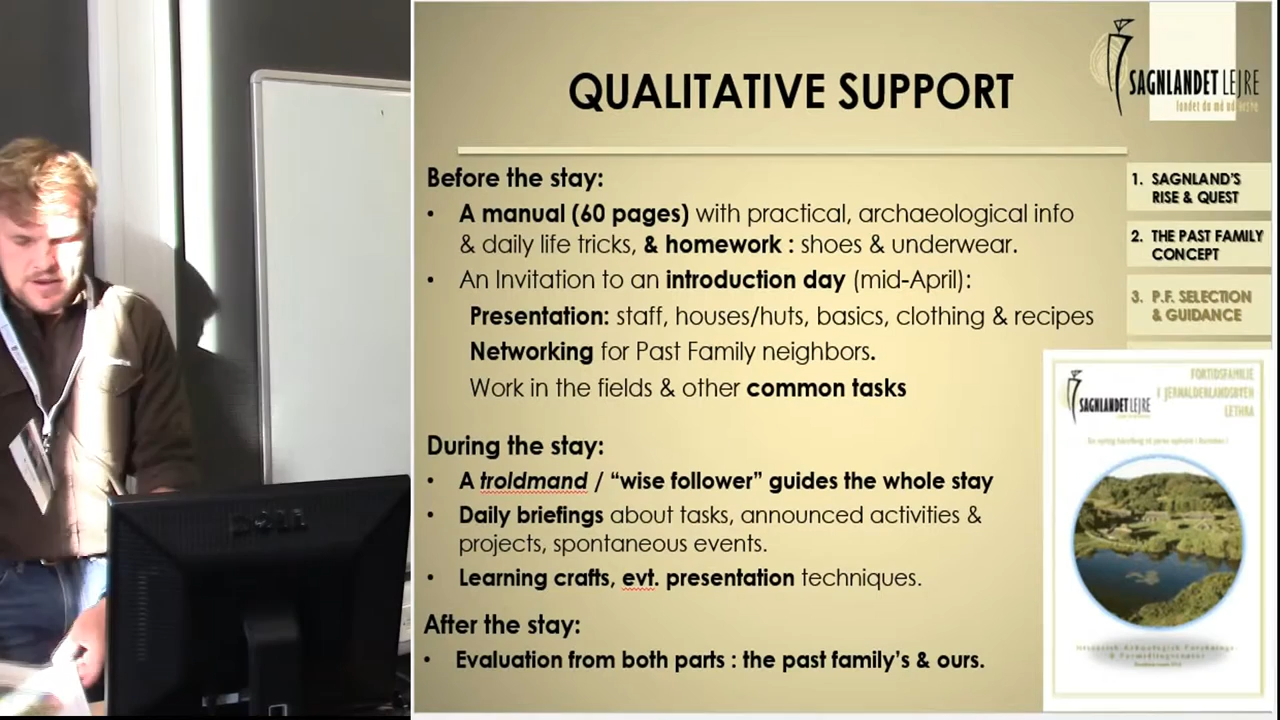 QUALITATIVE SUPPORT
SAGNLANDET LEJRE
Before the stay:
• A manual (60 pages) with practical, archaeological info
& daily life tricks, & homework : shoes & underwear.
• An Invitation to an introduction day (mid-April):
Presentation: staff, houses/huts, basics, clothing & recipes
Networking for Past Family neighbors.
Work in the fields & other common tasks
During the stay:
• A troldmand / “wise follower” guides the whole stay
• Daily briefings about tasks, announced activities &
projects, spontaneous events.
• Learning crafts, evt. presentation techniques.
After the stay:
• Evaluation from both parts : the past family’s & ours.
1. SAGNLAND'S
RISE & QUEST
2. THE PAST FAMILY
CONCEPT
3. P.F. SELECTION
& GUIDANCE
SAGNLANDET LEJRE
FORTIDSFAMILIE
I JERNALDERLANDSBYEN
LETHRA
DELL